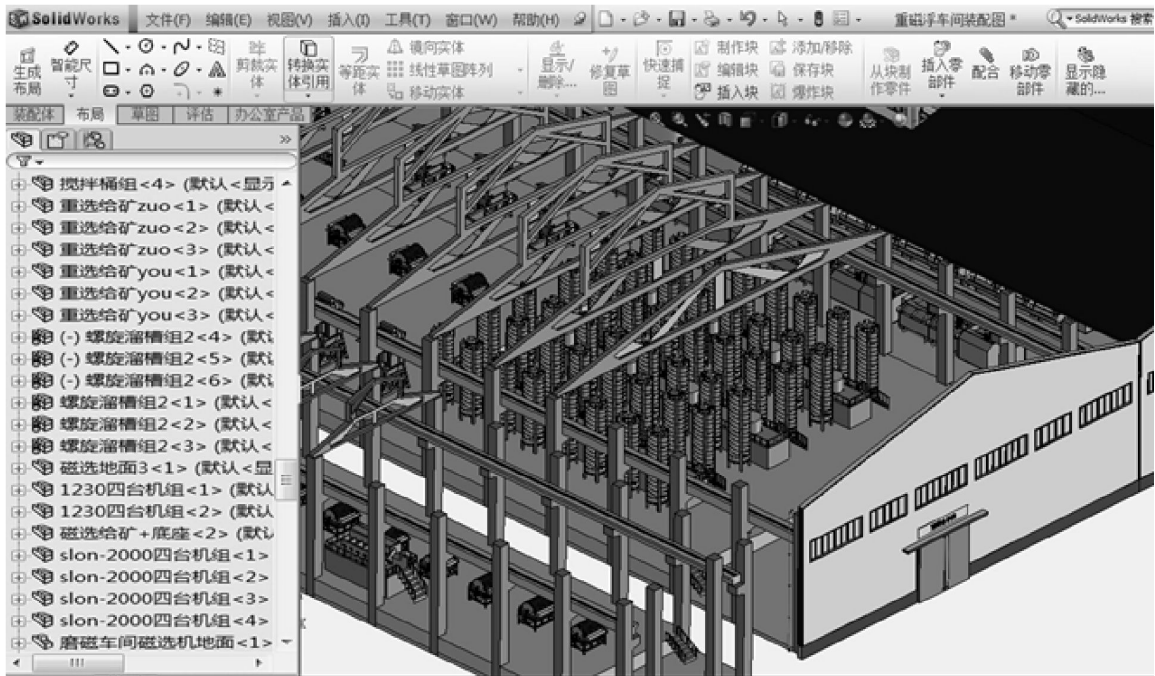 SolidWorks 文件(F) 编辑(E) 视图(V) 插入(I) 工具(T) 窗口(W) 帮助(H) 重磁浮车间装配图 * SolidWorks 搜索
生成布局 智能尺寸 剪裁实体 转换实体引用 等距实体 镜向实体 线性草图阵列 移动实体 显示/删除... 修复草图 快速捕捉 制作块 编辑块 插入块 添加/移除 保存块 爆炸块 从块制作零件 插入零部件 配合 移动零部件 显示隐藏的...
装配体 布局 草图 评估 办公室产品
搅拌桶组<4> (默认<显示
重选给矿zuo<1> (默认<
重选给矿zuo<2> (默认<
重选给矿zuo<3> (默认<
重选给矿you<1> (默认<
重选给矿you<2> (默认<
重选给矿you<3> (默认<
(-) 螺旋溜槽组2<4> (默认
(-) 螺旋溜槽组2<5> (默认
(-) 螺旋溜槽组2<6> (默认
螺旋溜槽组2<1> (默认<
螺旋溜槽组2<2> (默认<
螺旋溜槽组2<3> (默认<
磁选地面3<1> (默认<显
1230四台机组<1> (默认
1230四台机组<2> (默认
磁选给矿+底座<2> (默认
slon-2000四台机组<1>
slon-2000四台机组<2>
slon-2000四台机组<3>
slon-2000四台机组<4>
磨磁车间磁选机地面<1>